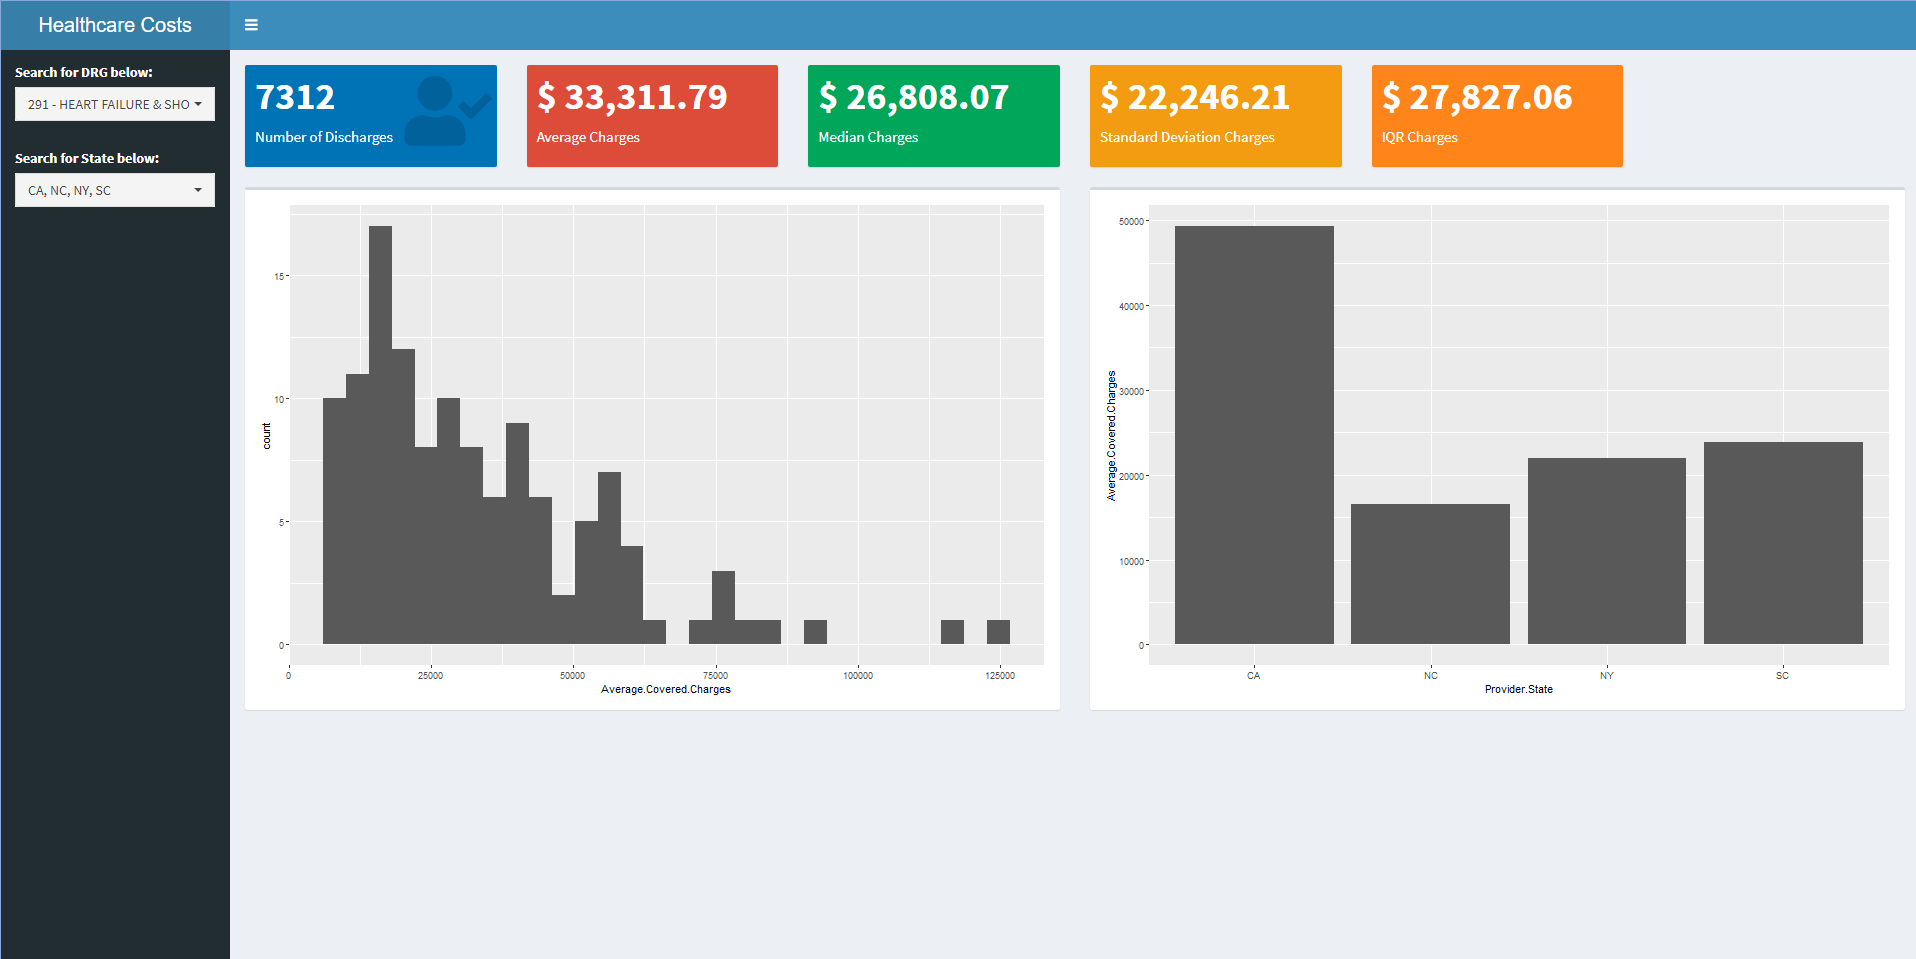 Healthcare Costs
Search for DRG below:
291 - HEART FAILURE & SHO
Search for State below:
CA, NC, NY, SC
7312
Number of Discharges
$ 33,311.79
Average Charges
$ 26,808.07
Median Charges
$ 22,246.21
Standard Deviation Charges
$ 27,827.06
IQR Charges
15
10
5
0
count
0 25000 50000 75000 100000 125000
Average.Covered.Charges
50000
40000
30000
20000
10000
0
Average.Covered.Charges
CA NC NY SC
Provider.State